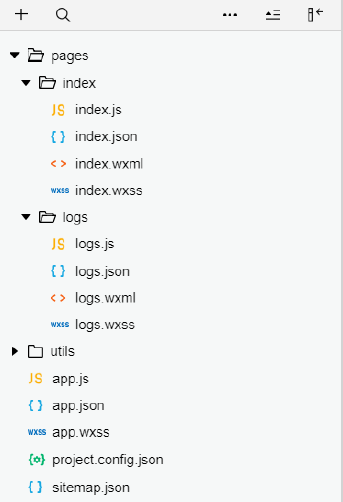 pages
index
JS index.js
{ } index.json
<> index.wxml
wxss index.wxss
logs
JS logs.js
{ } logs.json
<> logs.wxml
wxss logs.wxss
utils
JS app.js
{ } app.json
wxss app.wxss
project.config.json
{ } sitemap.json